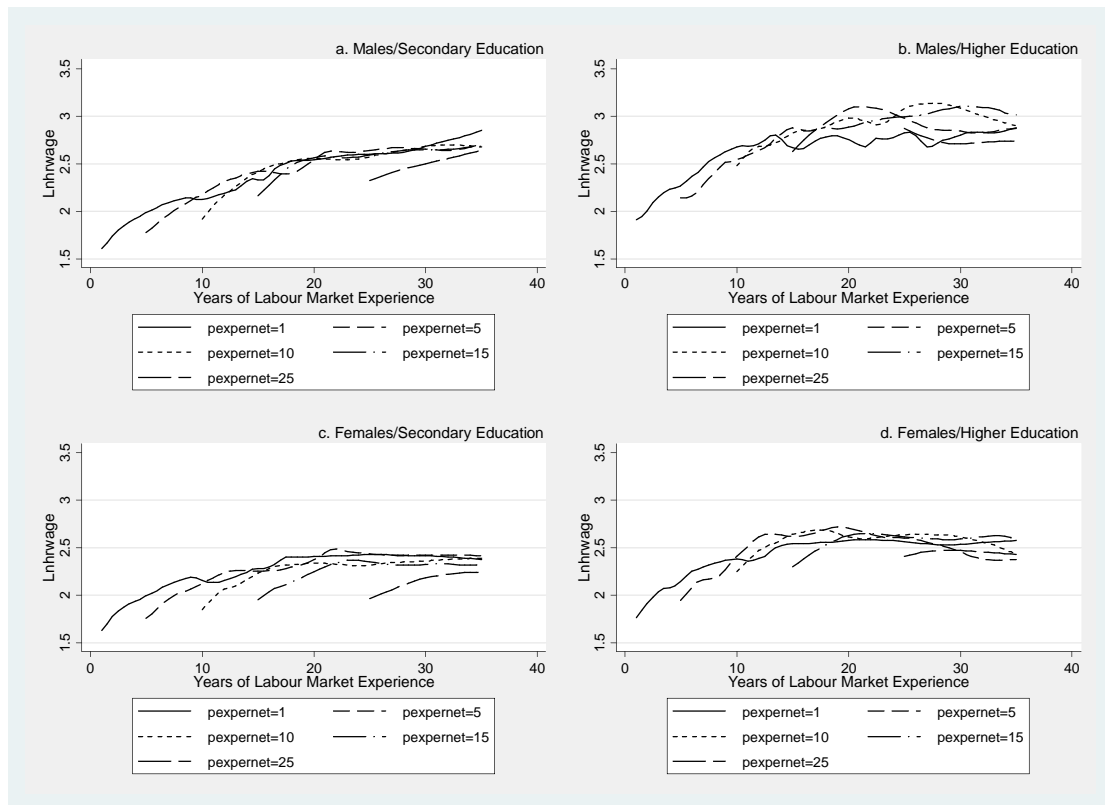 a. Males/Secondary Education
3.5
3
2.5
2
1.5
Lnhrwage
0 10 20 30 40
Years of Labour Market Experience
pexpernet=1 pexpernet=5
pexpernet=10 pexpernet=15
pexpernet=25
b. Males/Higher Education
3.5
3
2.5
2
1.5
Lnhrwage
0 10 20 30 40
Years of Labour Market Experience
pexpernet=1 pexpernet=5
pexpernet=10 pexpernet=15
pexpernet=25
c. Females/Secondary Education
3.5
3
2.5
2
1.5
Lnhrwage
0 10 20 30 40
Years of Labour Market Experience
pexpernet=1 pexpernet=5
pexpernet=10 pexpernet=15
pexpernet=25
d. Females/Higher Education
3.5
3
2.5
2
1.5
Lnhrwage
0 10 20 30 40
Years of Labour Market Experience
pexpernet=1 pexpernet=5
pexpernet=10 pexpernet=15
pexpernet=25